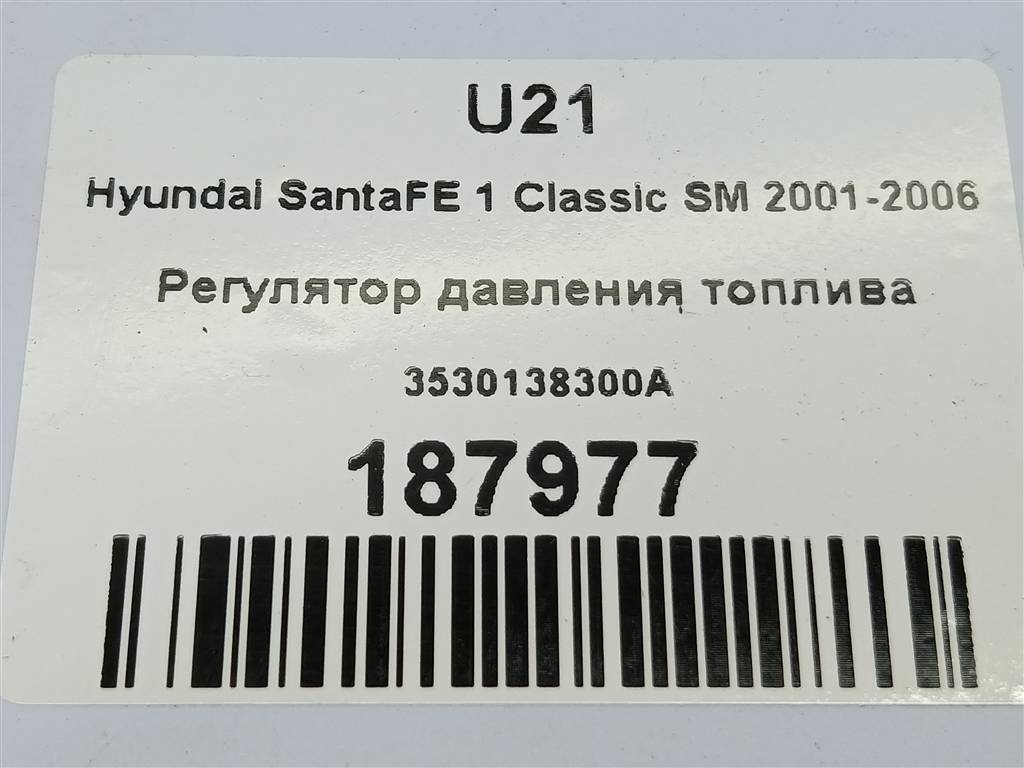 U21
Hyundai SantaFE 1 Classic SM 2001-2006
Регулятор давления топлива
3530138300A
187977